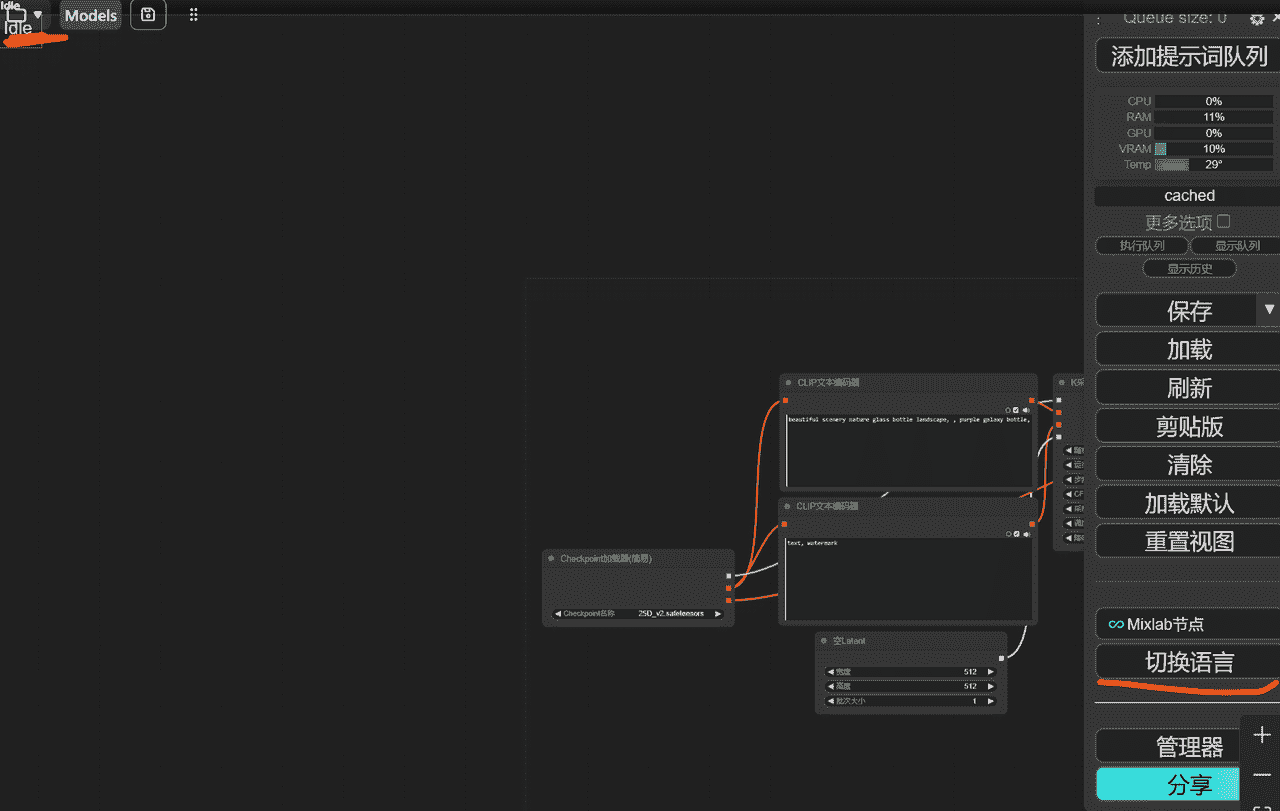 Idle
Idle
Models
Queue size: 0
添加提示词队列
CPU 0%
RAM 11%
GPU 0%
VRAM 10%
Temp 29°
cached
更多选项
执行队列 显示队列
显示历史
保存
加载
刷新
剪贴版
清除
加载默认
重置视图
Mixlab节点
切换语言
管理器
分享
CLIP文本编码器
beautiful scenery nature glass bottle landscape, , purple galaxy bottle,
CLIP文本编码器
text, watermark
Checkpoint加载器(简易)
Checkpoint名称 2SD_v2.safetensors
空Latent
宽度 512
高度 512
批次大小 1